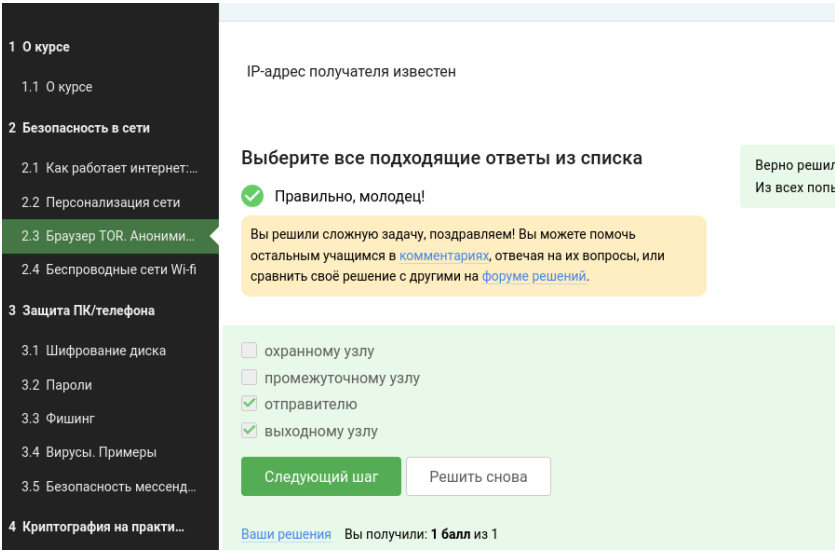 1 О курсе
1.1 О курсе
2 Безопасность в сети
2.1 Как работает интернет:...
2.2 Персонализация сети
2.3 Браузер TOR. Аноними...
2.4 Беспроводные сети Wi-fi
3 Защита ПК/телефона
3.1 Шифрование диска
3.2 Пароли
3.3 Фишинг
3.4 Вирусы. Примеры
3.5 Безопасность мессенд...
4 Криптография на практи...
IP-адрес получателя известен
Выберите все подходящие ответы из списка
Правильно, молодец!
Вы решили сложную задачу, поздравляем! Вы можете помочь
остальным учащимся в комментариях, отвечая на их вопросы, или
сравнить своё решение с другими на форуме решений.
Верно решил
Из всех поп
охранному узлу
промежуточному узлу
отправителю
выходному узлу
Следующий шаг
Решить снова
Ваши решения Вы получили: 1 балл из 1